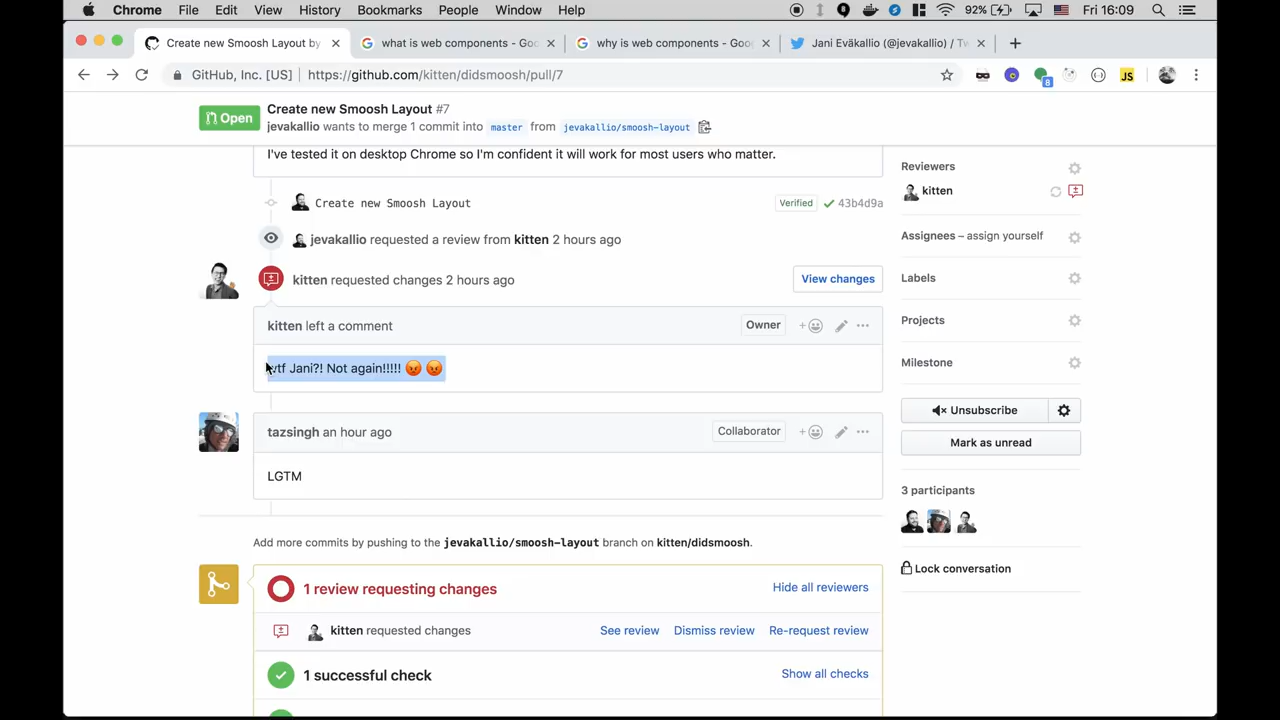 Chrome File Edit View History Bookmarks People Window Help 92% Fri 16:09
Create new Smoosh Layout by what is web components - Goo why is web components - Goog Jani Eväkallio (@jevakallio) / Tw
GitHub, Inc. [US] https://github.com/kitten/didsmoosh/pull/7 8 JS
Open Create new Smoosh Layout #7
jevakallio wants to merge 1 commit into master from jevakallio/smoosh-layout
I've tested it on desktop Chrome so I'm confident it will work for most users who matter.
Create new Smoosh Layout Verified 43b4d9a
jevakallio requested a review from kitten 2 hours ago
kitten requested changes 2 hours ago View changes
kitten left a comment Owner
wtf Jani?! Not again!!!!! 😡 😡
tazsingh an hour ago Collaborator
LGTM
Add more commits by pushing to the jevakallio/smoosh-layout branch on kitten/didsmoosh.
1 review requesting changes Hide all reviewers
kitten requested changes See review Dismiss review Re-request review
1 successful check Show all checks
Reviewers
kitten
Assignees – assign yourself
Labels
Projects
Milestone
Unsubscribe
Mark as unread
3 participants
Lock conversation